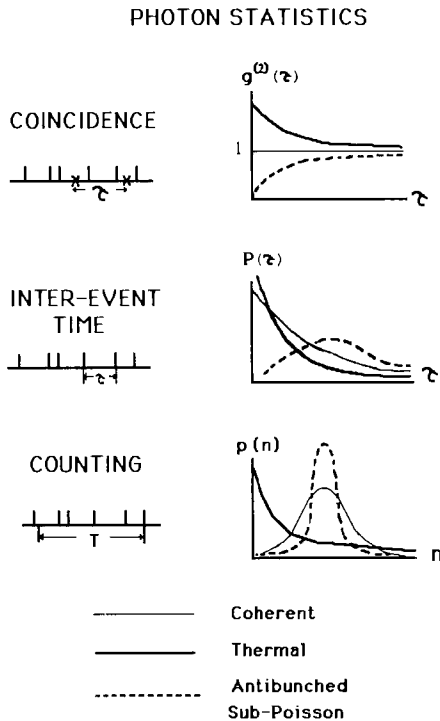 PHOTON STATISTICS
g⁽²⁾(τ)
COINCIDENCE
1
τ
τ
P(τ)
INTER-EVENT
TIME
τ
τ
p(n)
COUNTING
T
n
Coherent
Thermal
Antibunched
Sub-Poisson